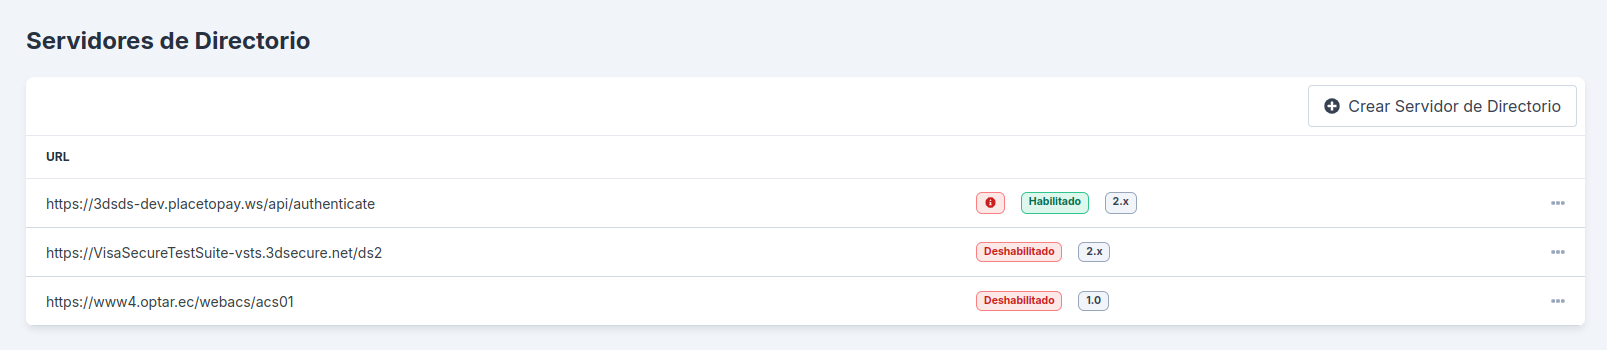 Servidores de Directorio
Crear Servidor de Directorio
URL
https://3dsds-dev.placetopay.ws/api/authenticate Habilitado 2.x
https://VisaSecureTestSuite-vsts.3dsecure.net/ds2 Deshabilitado 2.x
https://www4.optar.ec/webacs/acs01 Deshabilitado 1.0